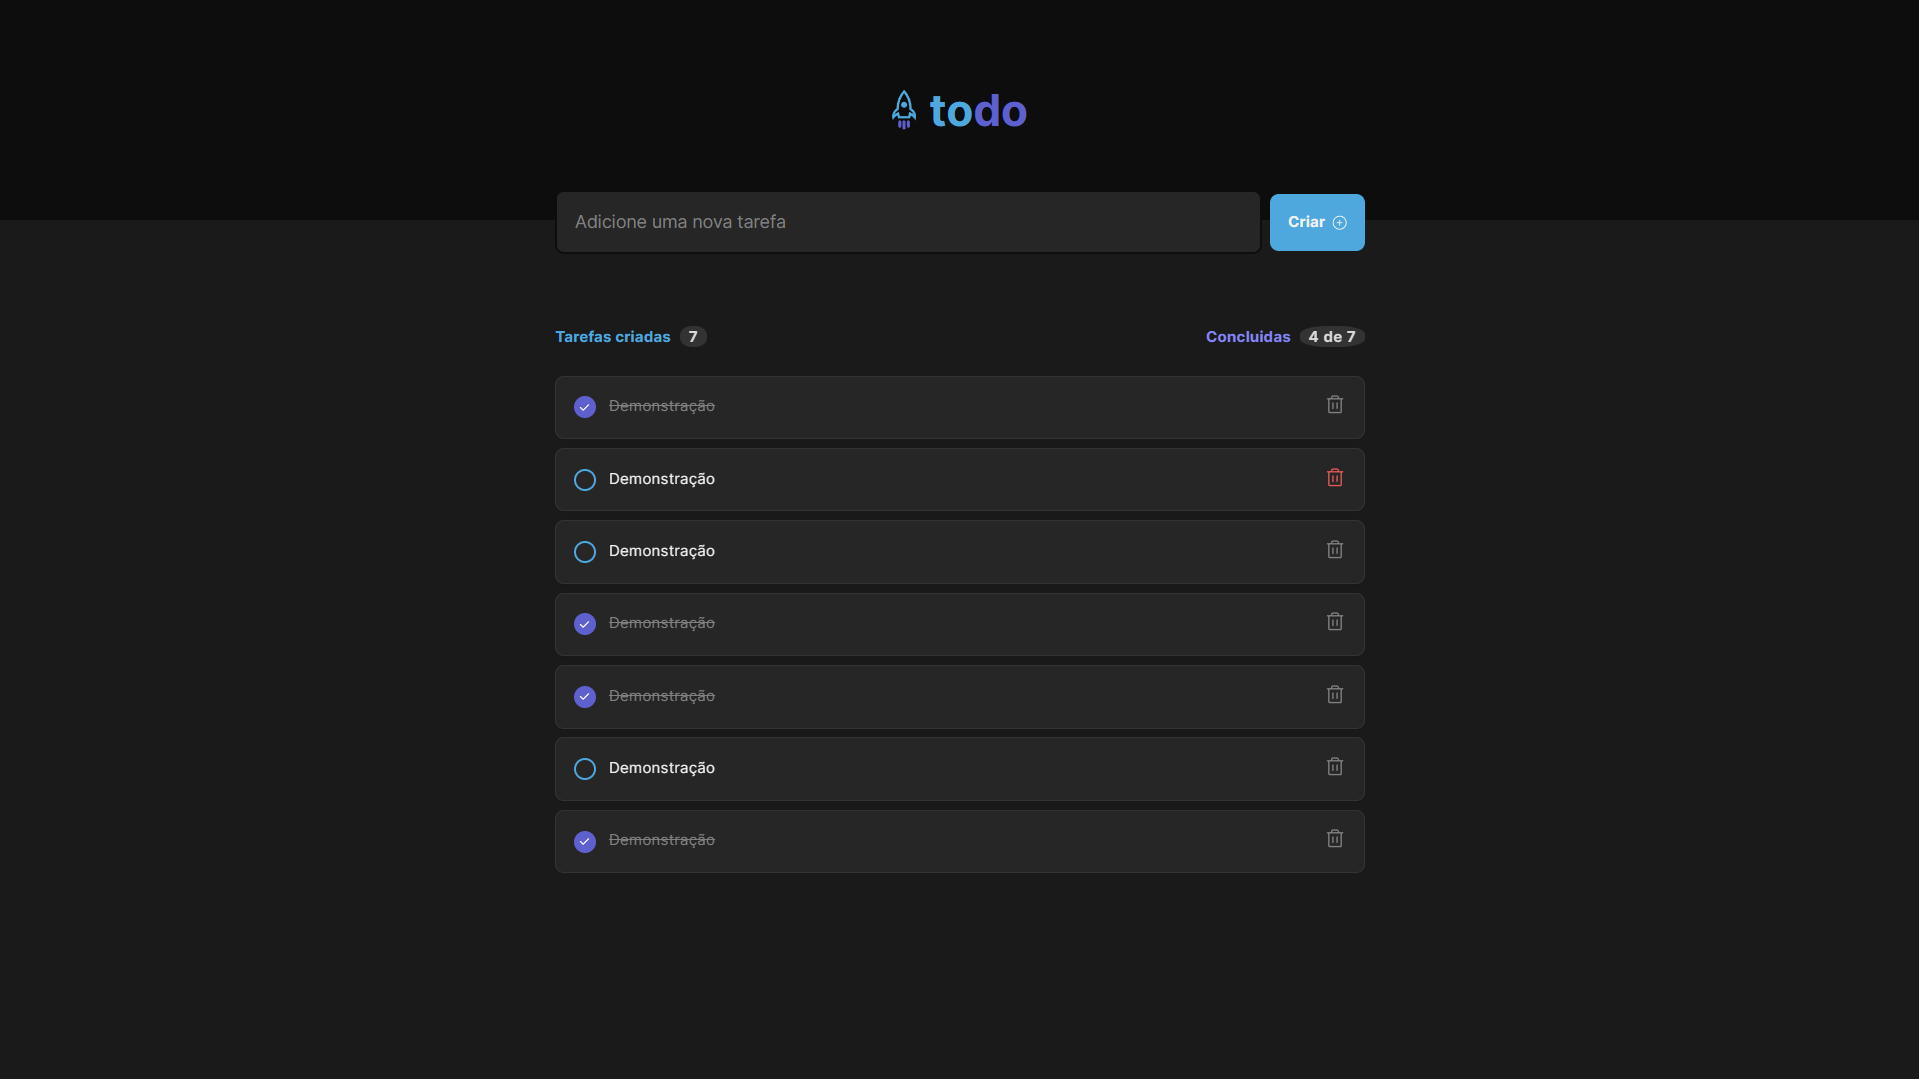 todo
Adicione uma nova tarefa
Criar
Tarefas criadas 7
Concluidas 4 de 7
Demonstração
Demonstração
Demonstração
Demonstração
Demonstração
Demonstração
Demonstração